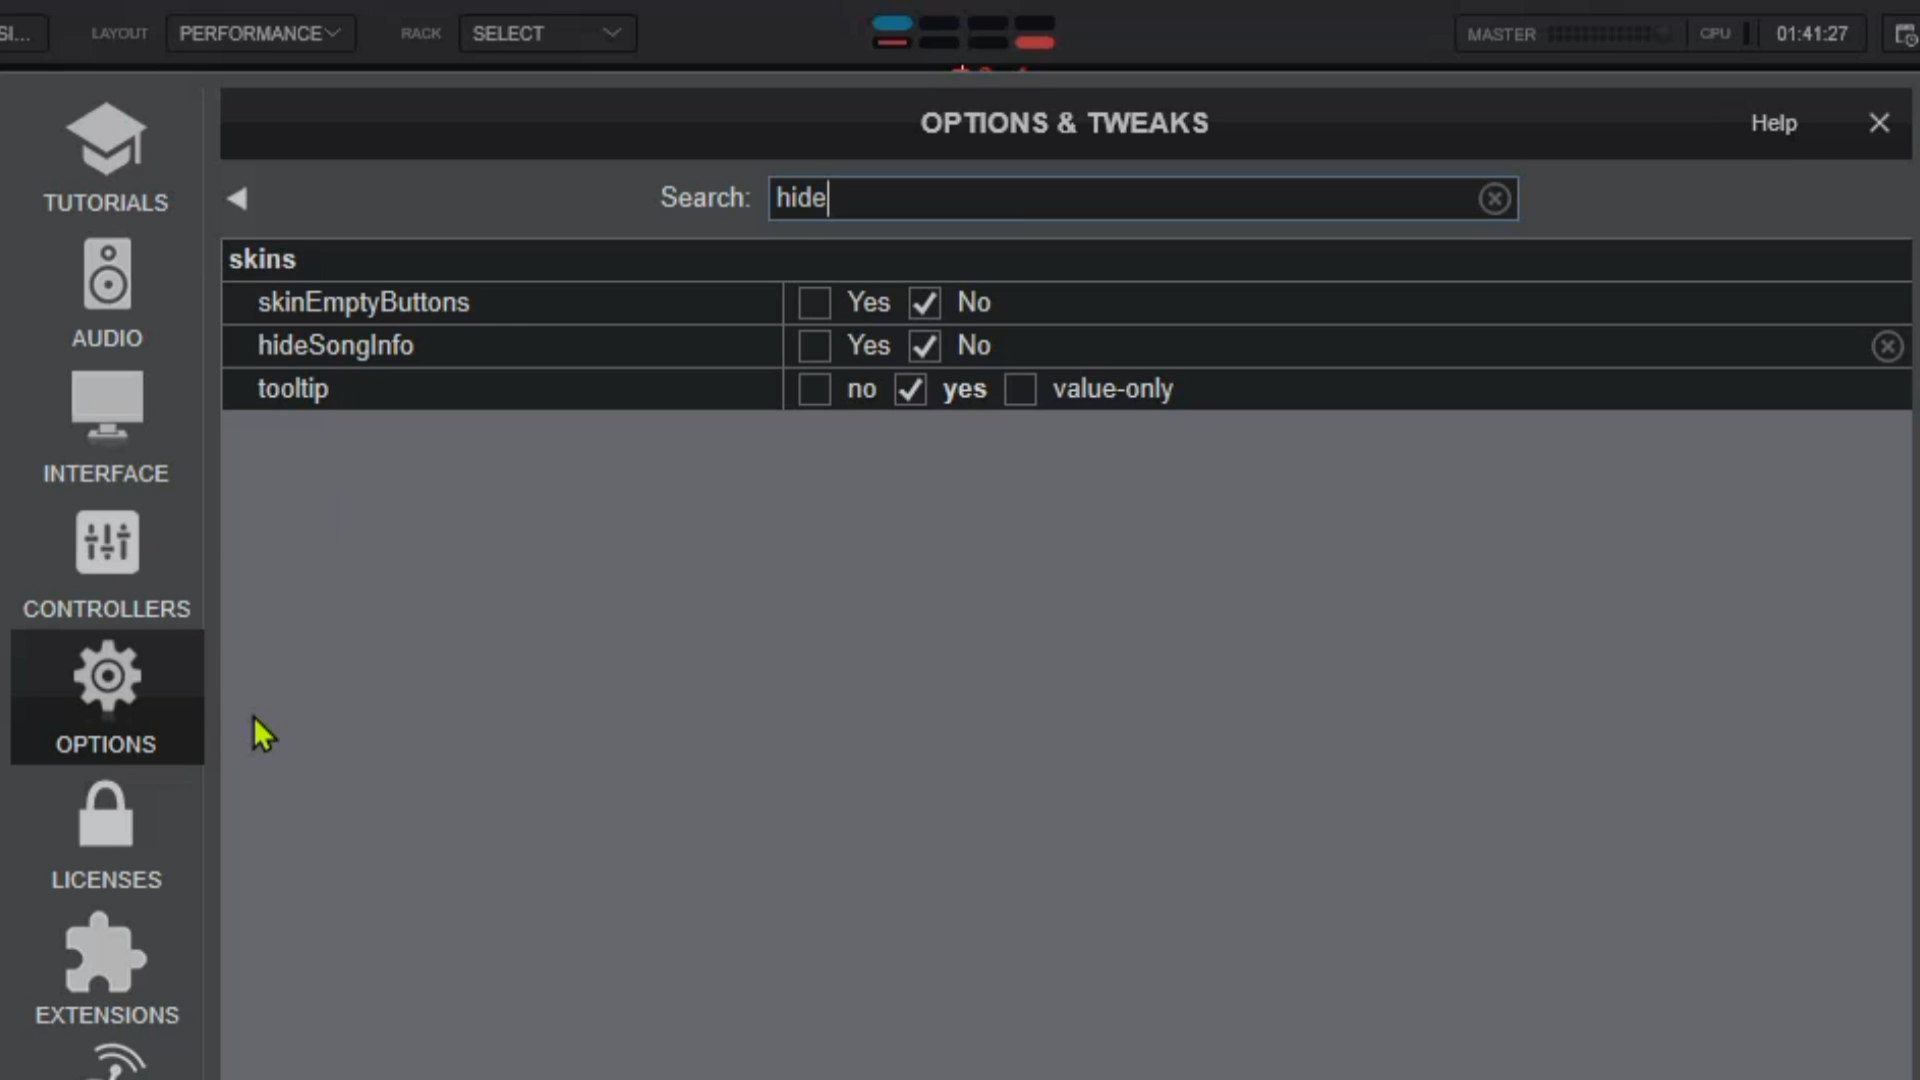 SI... LAYOUT PERFORMANCE RACK SELECT MASTER CPU 01:41:27
OPTIONS & TWEAKS Help
TUTORIALS
Search: hide
skins
skinEmptyButtons Yes No
AUDIO
hideSongInfo Yes No
tooltip no yes value-only
INTERFACE
CONTROLLERS
OPTIONS
LICENSES
EXTENSIONS